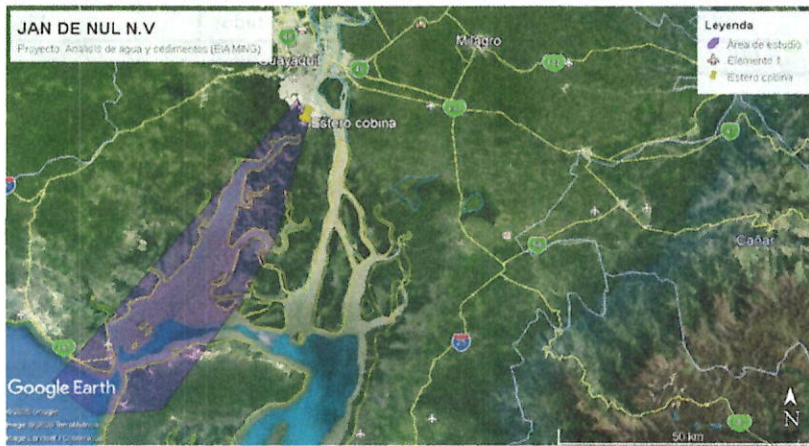 JAN DE NUL N.V
Proyecto: Análisis de agua y sedimentos (EIA MING)
Leyenda
Área de estudio
Elemento 1
Estero cobina
Guayaquil
Milagro
Estero cobina
Cañar
Google Earth
50 km
N